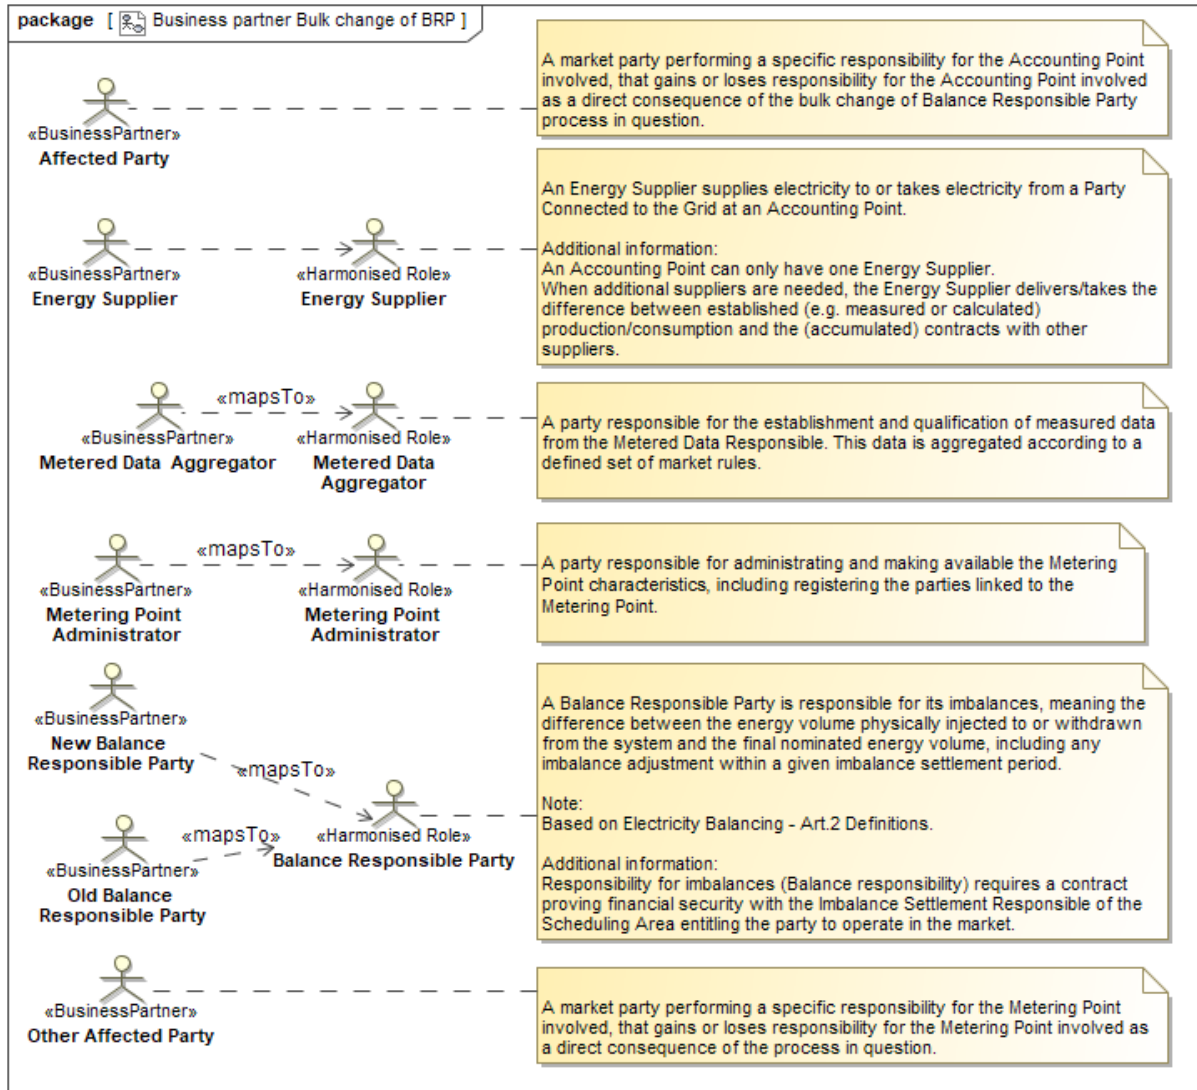 package [ Business partner Bulk change of BRP ]
A market party performing a specific responsibility for the Accounting Point
involved, that gains or loses responsibility for the Accounting Point involved
as a direct consequence of the bulk change of Balance Responsible Party
process in question.
«BusinessPartner»
Affected Party
An Energy Supplier supplies electricity to or takes electricity from a Party
Connected to the Grid at an Accounting Point.
Additional information:
An Accounting Point can only have one Energy Supplier.
When additional suppliers are needed, the Energy Supplier delivers/takes the
difference between established (e.g. measured or calculated)
production/consumption and the (accumulated) contracts with other
suppliers.
«BusinessPartner»
Energy Supplier
«Harmonised Role»
Energy Supplier
«mapsTo»
«BusinessPartner»
Metered Data Aggregator
«Harmonised Role»
Metered Data
Aggregator
A party responsible for the establishment and qualification of measured data
from the Metered Data Responsible. This data is aggregated according to a
defined set of market rules.
«mapsTo»
«BusinessPartner»
Metering Point
Administrator
«Harmonised Role»
Metering Point
Administrator
A party responsible for administrating and making available the Metering
Point characteristics, including registering the parties linked to the
Metering Point.
«BusinessPartner»
New Balance
Responsible Party
«mapsTo»
«mapsTo»
«BusinessPartner»
Old Balance
Responsible Party
«Harmonised Role»
Balance Responsible Party
A Balance Responsible Party is responsible for its imbalances, meaning the
difference between the energy volume physically injected to or withdrawn
from the system and the final nominated energy volume, including any
imbalance adjustment within a given imbalance settlement period.
Note:
Based on Electricity Balancing - Art.2 Definitions.
Additional information:
Responsibility for imbalances (Balance responsibility) requires a contract
proving financial security with the Imbalance Settlement Responsible of the
Scheduling Area entitling the party to operate in the market.
«BusinessPartner»
Other Affected Party
A market party performing a specific responsibility for the Metering Point
involved, that gains or loses responsibility for the Metering Point involved as
a direct consequence of the process in question.